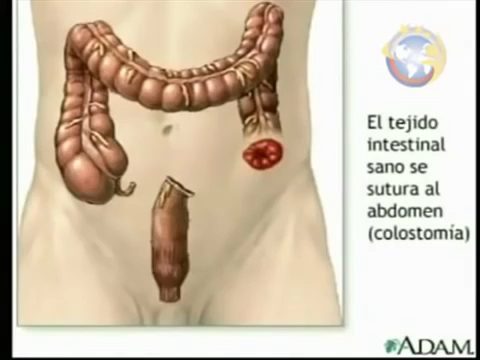 El tejido
intestinal
sano se
sutura al
abdomen
(colostomía)
ADAM.